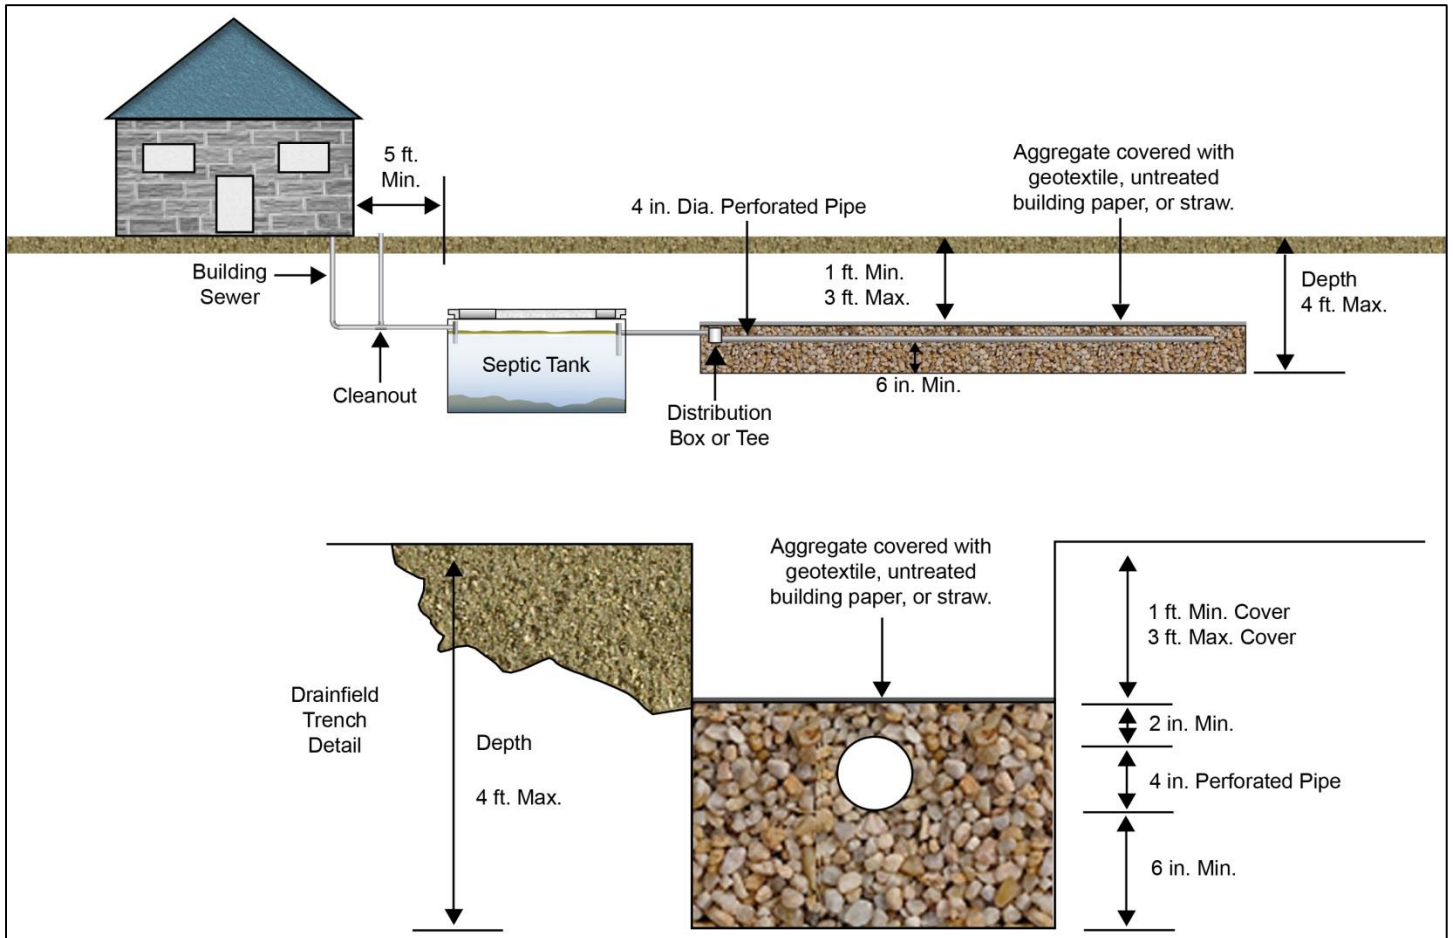 5 ft.
Min.
Aggregate covered with
geotextile, untreated
building paper, or straw.
4 in. Dia. Perforated Pipe
Building
Sewer
1 ft. Min.
3 ft. Max.
Depth
4 ft. Max.
Septic Tank
Cleanout
6 in. Min.
Distribution
Box or Tee
Aggregate covered with
geotextile, untreated
building paper, or straw.
1 ft. Min. Cover
3 ft. Max. Cover
Drainfield
Trench
Detail
Depth
4 ft. Max.
2 in. Min.
4 in. Perforated Pipe
6 in. Min.